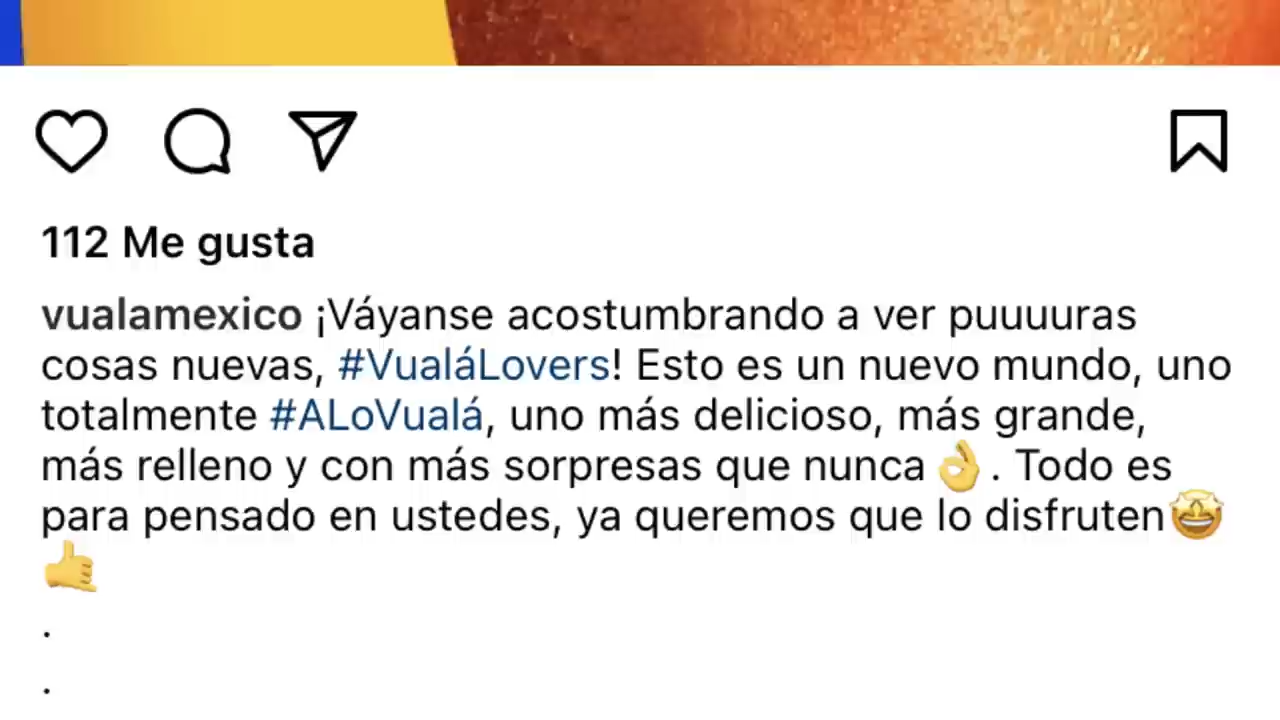 112 Me gusta
vualamexico ¡Váyanse acostumbrando a ver puuuuras
cosas nuevas, #VualáLovers! Esto es un nuevo mundo, uno
totalmente #ALoVualá, uno más delicioso, más grande,
más relleno y con más sorpresas que nunca 👌. Todo es
para pensado en ustedes, ya queremos que lo disfruten🤩
🤙
.
.